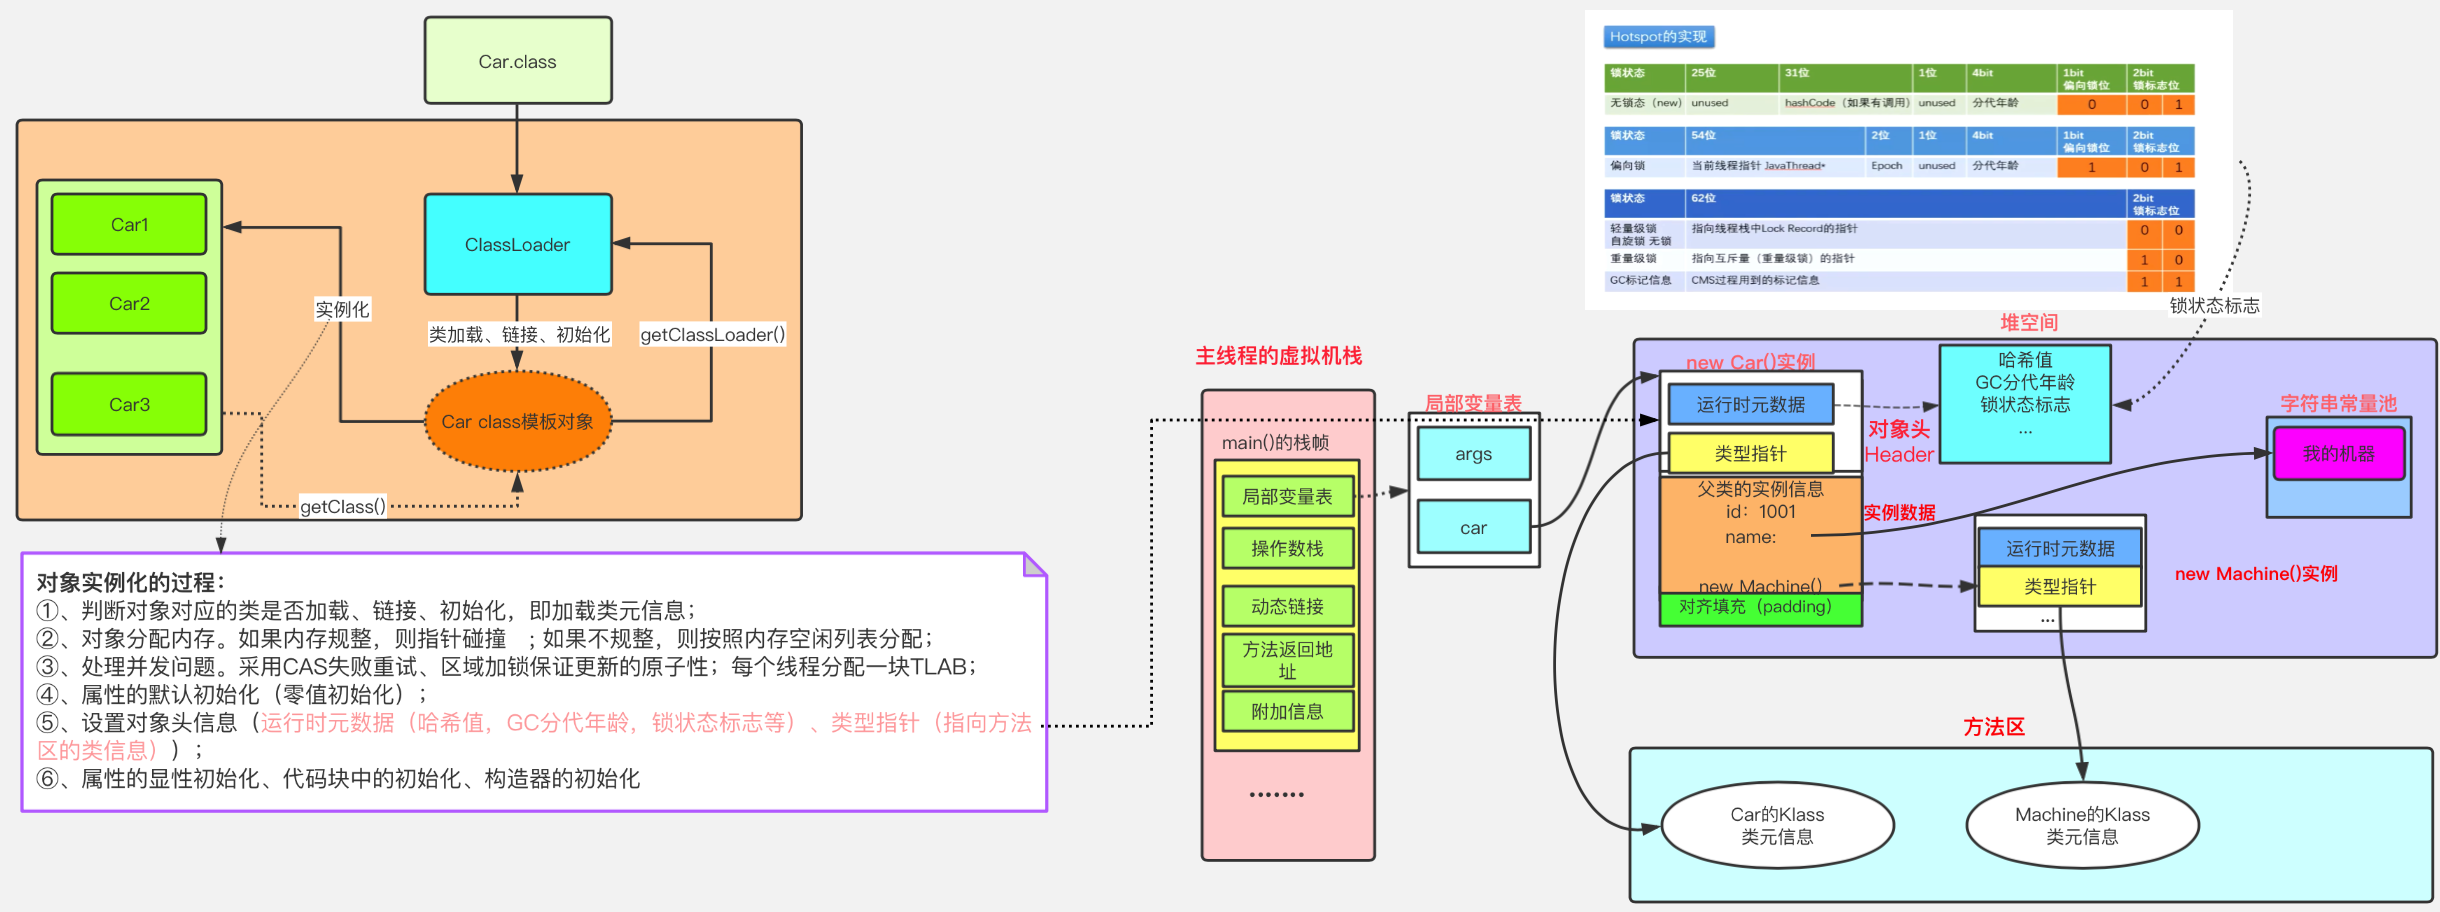 Car.class
Car1
Car2
Car3
ClassLoader
实例化
类加载、链接、初始化
getClassLoader()
Car class模板对象
getClass()
对象实例化的过程：
①、判断对象对应的类是否加载、链接、初始化，即加载类元信息；
②、对象分配内存。如果内存规整，则指针碰撞 ；如果不规整，则按照内存空闲列表分配；
③、处理并发问题。采用CAS失败重试、区域加锁保证更新的原子性；每个线程分配一块TLAB；
④、属性的默认初始化（零值初始化）；
⑤、设置对象头信息（运行时元数据（哈希值，GC分代年龄，锁状态标志等）、类型指针（指向方法
区的类信息））；
⑥、属性的显性初始化、代码块中的初始化、构造器的初始化
主线程的虚拟机栈
main()的栈帧
局部变量表
操作数栈
动态链接
方法返回地
址
附加信息
.......
局部变量表
args
car
Hotspot的实现
锁状态 25位 31位 1位 4bit 1bit 2bit
偏向锁位 锁标志位
无锁态（new） unused hashCode（如果有调用） unused 分代年龄 0 0 1
锁状态 54位 2位 1位 4bit 1bit 2bit
偏向锁位 锁标志位
偏向锁 当前线程指针 JavaThread* Epoch unused 分代年龄 1 0 1
锁状态 62位 2bit
锁标志位
轻量级锁 指向线程栈中Lock Record的指针 0 0
自旋锁 无锁
重量级锁 指向互斥量（重量级锁）的指针 1 0
GC标记信息 CMS过程用到的标记信息 1 1
锁状态标志
堆空间
new Car()实例
运行时元数据
类型指针
对象头
Header
哈希值
GC分代年龄
锁状态标志
...
字符串常量池
我的机器
父类的实例信息
id：1001
name:
new Machine()
对齐填充（padding）
实例数据
运行时元数据
类型指针
...
new Machine()实例
方法区
Car的Klass
类元信息
Machine的Klass
类元信息